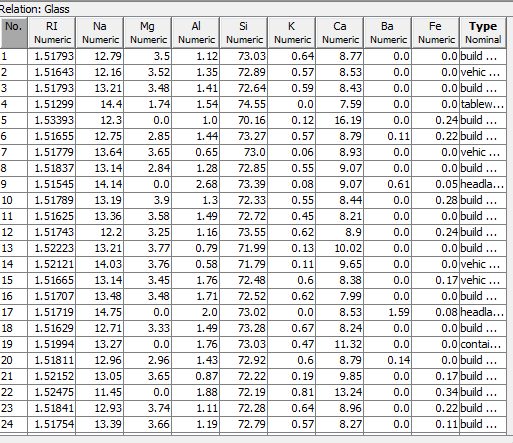 Relation: Glass
No. RI Na Mg Al Si K Ca Ba Fe Type
Numeric Numeric Numeric Numeric Numeric Numeric Numeric Numeric Numeric Nominal
1 1.51793 12.79 3.5 1.12 73.03 0.64 8.77 0.0 0.0 build ...
2 1.51643 12.16 3.52 1.35 72.89 0.57 8.53 0.0 0.0 vehic ...
3 1.51793 13.21 3.48 1.41 72.64 0.59 8.43 0.0 0.0 build ...
4 1.51299 14.4 1.74 1.54 74.55 0.0 7.59 0.0 0.0 tablew...
5 1.53393 12.3 0.0 1.0 70.16 0.12 16.19 0.0 0.24 build ...
6 1.51655 12.75 2.85 1.44 73.27 0.57 8.79 0.11 0.22 build ...
7 1.51779 13.64 3.65 0.65 73.0 0.06 8.93 0.0 0.0 vehic ...
8 1.51837 13.14 2.84 1.28 72.85 0.55 9.07 0.0 0.0 build ...
9 1.51545 14.14 0.0 2.68 73.39 0.08 9.07 0.61 0.05 headla...
10 1.51789 13.19 3.9 1.3 72.33 0.55 8.44 0.0 0.28 build ...
11 1.51625 13.36 3.58 1.49 72.72 0.45 8.21 0.0 0.0 build ...
12 1.51743 12.2 3.25 1.16 73.55 0.62 8.9 0.0 0.24 build ...
13 1.52223 13.21 3.77 0.79 71.99 0.13 10.02 0.0 0.0 build ...
14 1.52121 14.03 3.76 0.58 71.79 0.11 9.65 0.0 0.0 vehic ...
15 1.51665 13.14 3.45 1.76 72.48 0.6 8.38 0.0 0.17 vehic ...
16 1.51707 13.48 3.48 1.71 72.52 0.62 7.99 0.0 0.0 build ...
17 1.51719 14.75 0.0 2.0 73.02 0.0 8.53 1.59 0.08 headla...
18 1.51629 12.71 3.33 1.49 73.28 0.67 8.24 0.0 0.0 build ...
19 1.51994 13.27 0.0 1.76 73.03 0.47 11.32 0.0 0.0 contai...
20 1.51811 12.96 2.96 1.43 72.92 0.6 8.79 0.14 0.0 build ...
21 1.52152 13.05 3.65 0.87 72.22 0.19 9.85 0.0 0.17 build ...
22 1.52475 11.45 0.0 1.88 72.19 0.81 13.24 0.0 0.34 build ...
23 1.51841 12.93 3.74 1.11 72.28 0.64 8.96 0.0 0.22 build ...
24 1.51754 13.39 3.66 1.19 72.79 0.57 8.27 0.0 0.11 build ...